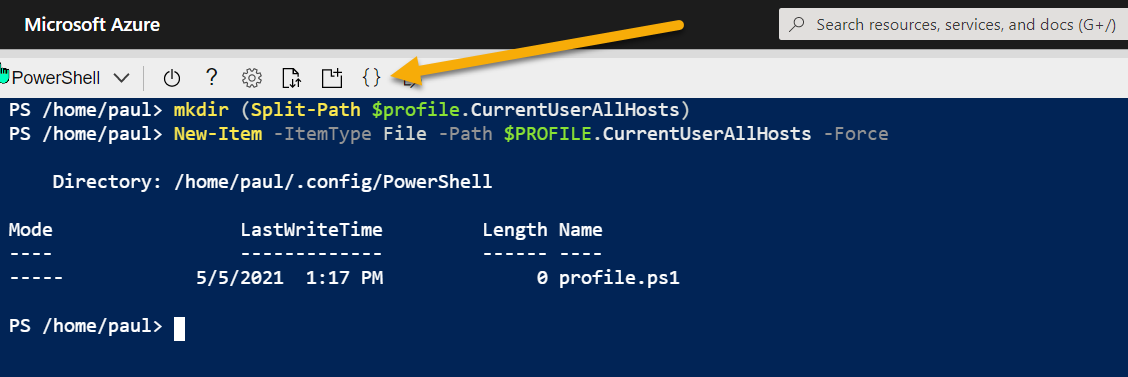 Microsoft Azure
Search resources, services, and docs (G+/)
PowerShell
PS /home/paul> mkdir (Split-Path $profile.CurrentUserAllHosts)
PS /home/paul> New-Item -ItemType File -Path $PROFILE.CurrentUserAllHosts -Force
Directory: /home/paul/.config/PowerShell
Mode LastWriteTime Length Name
---- ------------- ------ ----
----- 5/5/2021 1:17 PM 0 profile.ps1
PS /home/paul>